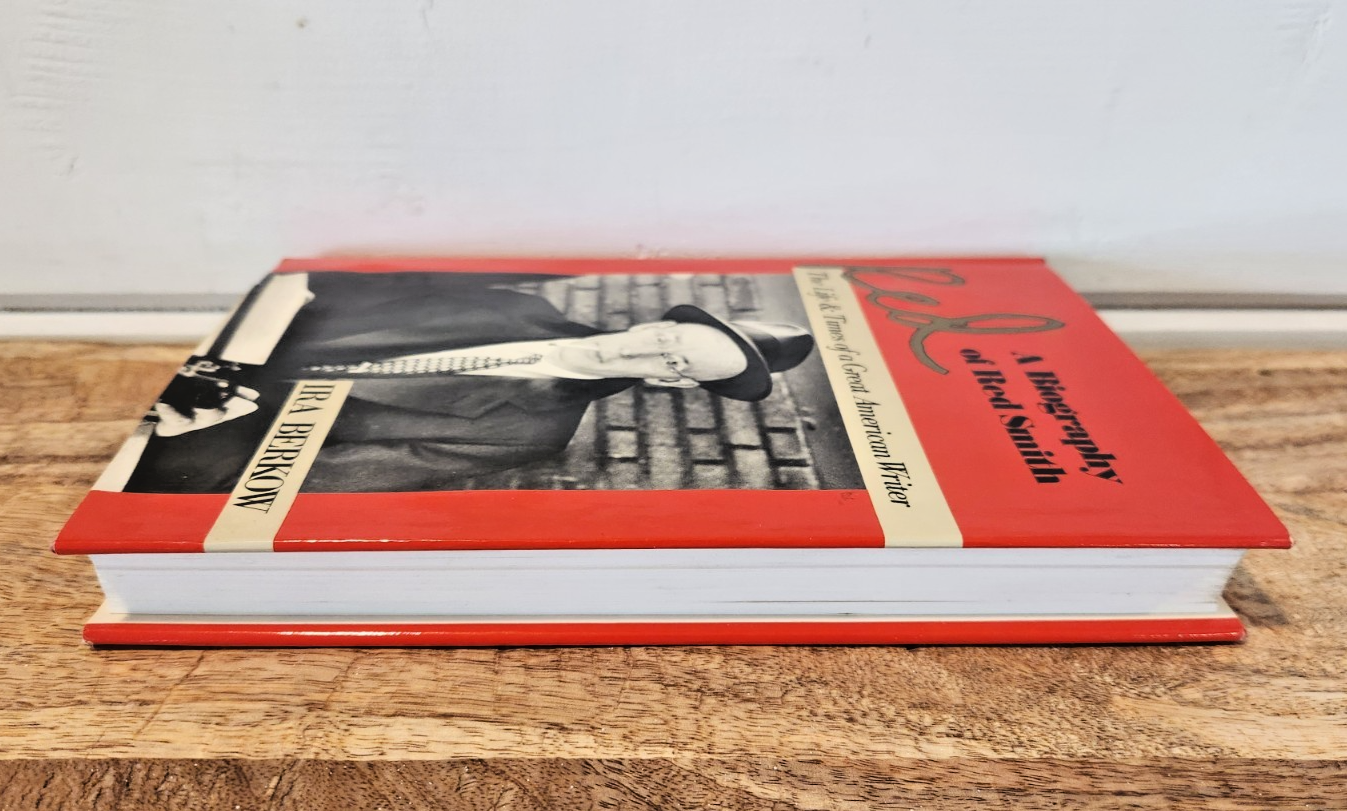 Red
A Biography
of Red Smith
The Life & Times of a Great American Writer
IRA BERKOW